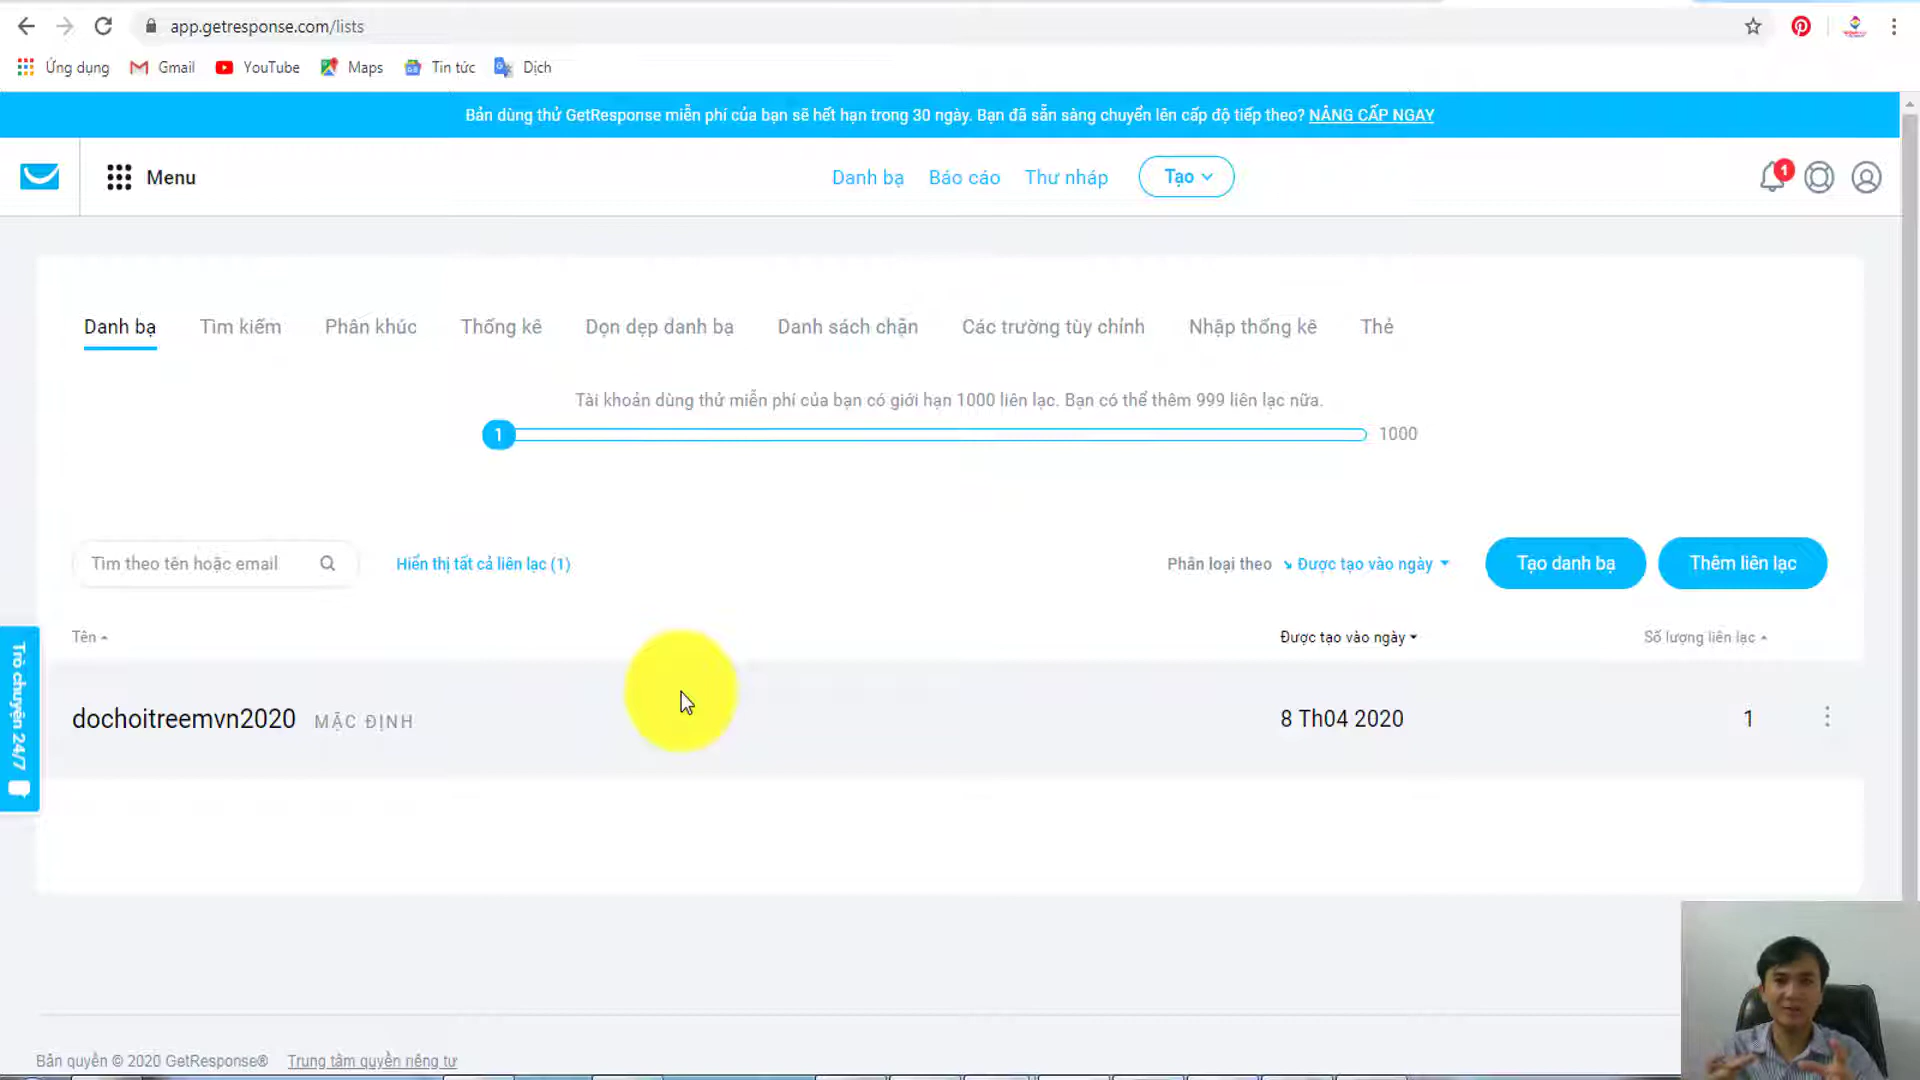 app.getresponse.com/lists
Ứng dụng Gmail YouTube Maps Tin tức Dịch
Bản dùng thử GetResponse miễn phí của bạn sẽ hết hạn trong 30 ngày. Bạn đã sẵn sàng chuyển lên cấp độ tiếp theo? NÂNG CẤP NGAY
Menu Danh bạ Báo cáo Thư nháp Tạo 1
Danh bạ Tìm kiếm Phân khúc Thống kê Dọn dẹp danh bạ Danh sách chặn Các trường tùy chỉnh Nhập thống kê Thẻ
Tài khoản dùng thử miễn phí của bạn có giới hạn 1000 liên lạc. Bạn có thể thêm 999 liên lạc nữa.
1 1000
Tìm theo tên hoặc email Hiển thị tất cả liên lạc (1) Phân loại theo Được tạo vào ngày Tạo danh bạ Thêm liên lạc
Tên Được tạo vào ngày Số lượng liên lạc
dochoitreemvn2020 MẶC ĐỊNH 8 Th04 2020 1
Trò chuyện 24/7
Bản quyền © 2020 GetResponse® Trung tâm quyền riêng tư